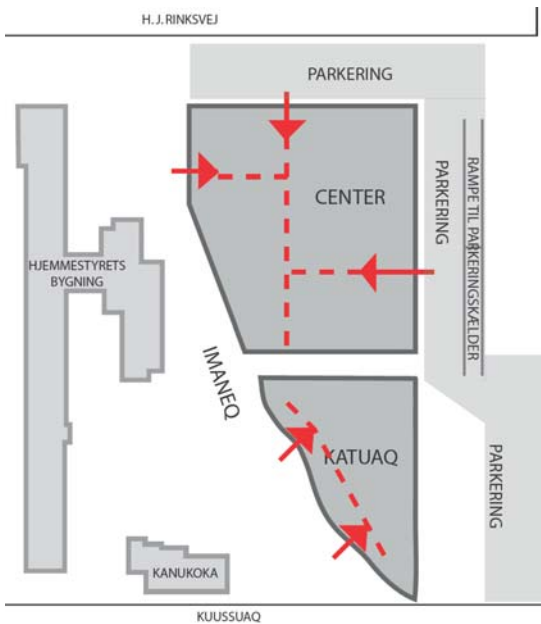 H. J. RINKSVEJ
PARKERING
CENTER
PARKERING
RAMPE TIL PARKERINGSKÆLDER
HJEMMESTYRETS
BYGNING
IMANEQ
KATUAQ
PARKERING
KANUKOKA
KUUSSUAQ